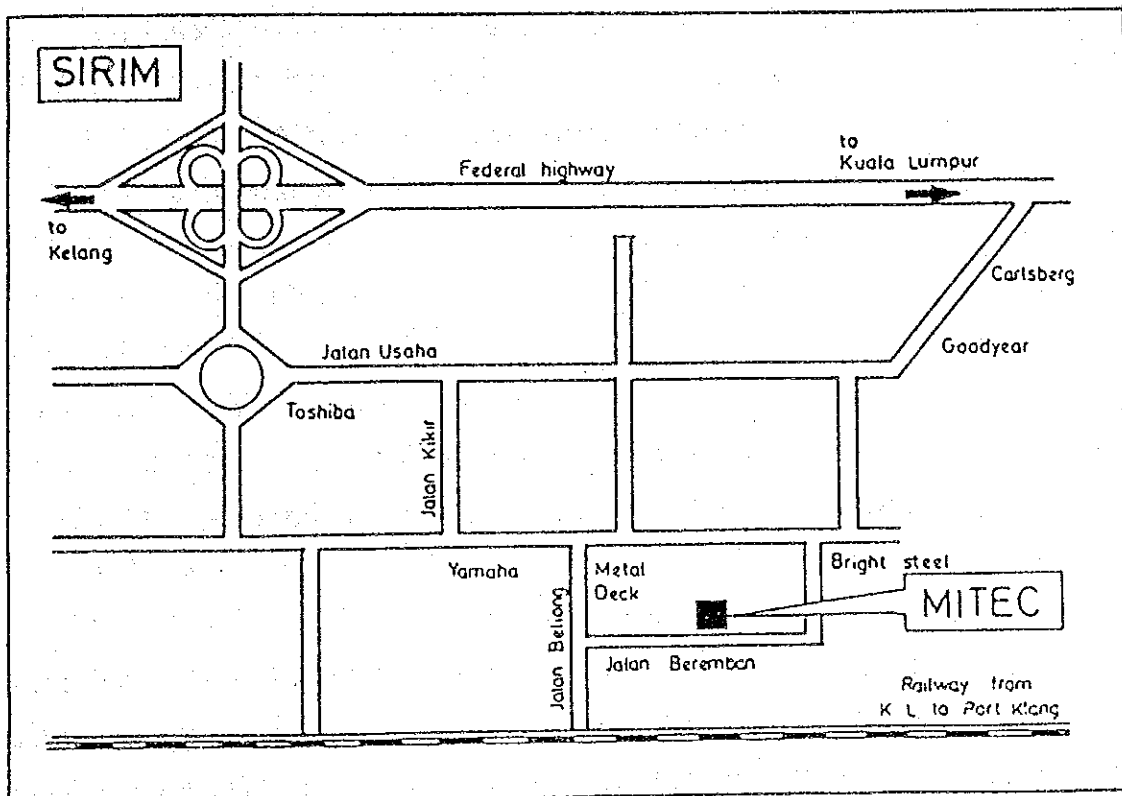 SIRIM
to
Kuala Lumpur
Federal highway
to
Kelang
Carlsberg
Goodyear
Jalan Usaha
Toshiba
Jalan Kikir
Yamaha
Metal
Deck
Bright steel
MITEC
Jalan Beliong
Jalan Beremban
Railway from
K L to Port Klang